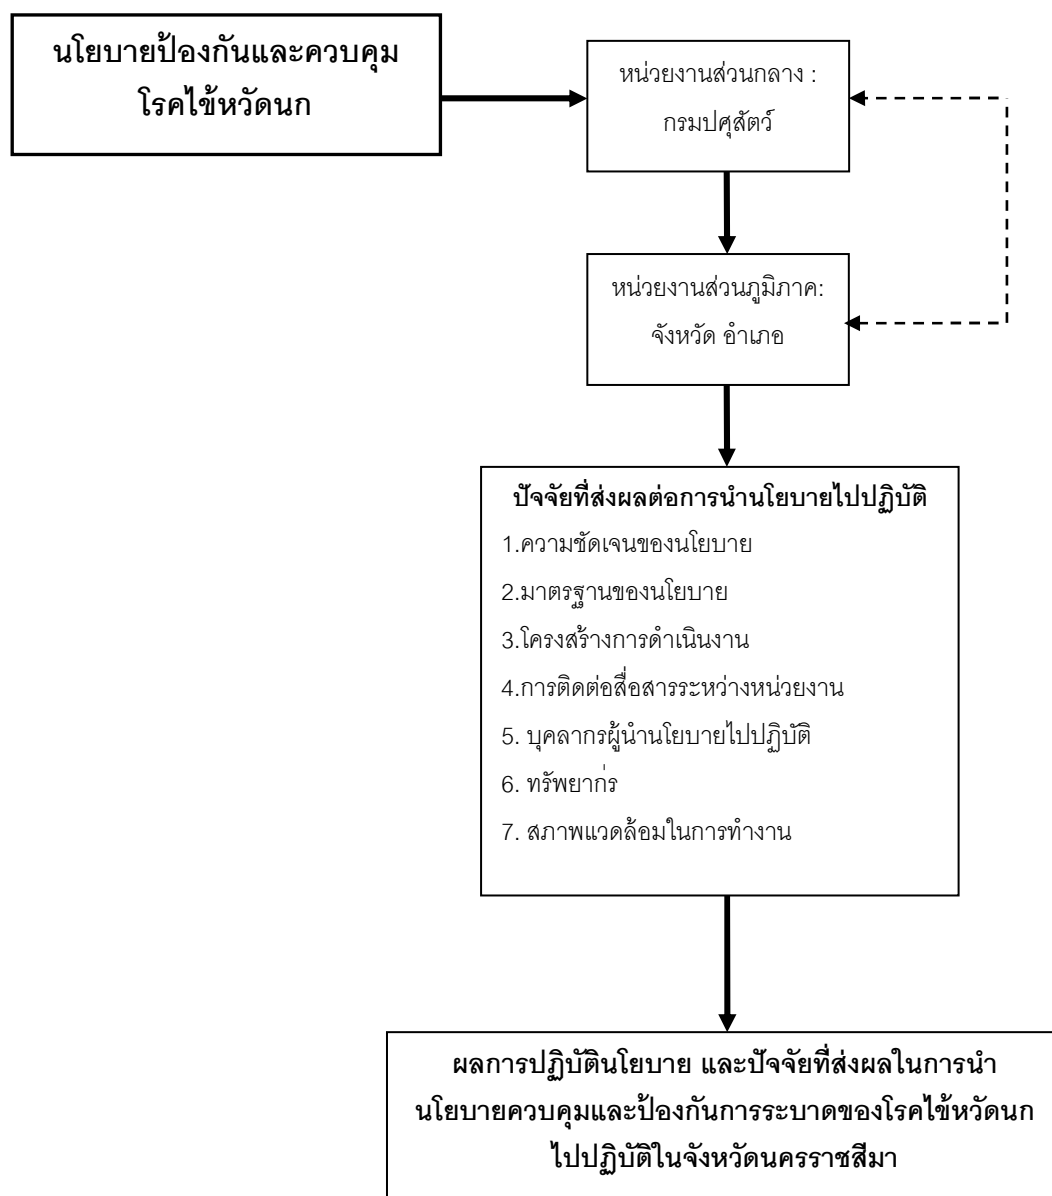 นโยบายป้องกันและควบคุม
โรคไข้หวัดนก
หน่วยงานส่วนกลาง :
กรมปศุสัตว์
หน่วยงานส่วนภูมิภาค:
จังหวัด อำเภอ
ปัจจัยที่ส่งผลต่อการนำนโยบายไปปฏิบัติ
1.ความชัดเจนของนโยบาย
2.มาตรฐานของนโยบาย
3.โครงสร้างการดำเนินงาน
4.การติดต่อสื่อสารระหว่างหน่วยงาน
5. บุคลากรผู้นำนโยบายไปปฏิบัติ
6. ทรัพยาก่ร
7. สภาพแวดล้อมในการทำงาน
ผลการปฏิบัตินโยบาย และปัจจัยที่ส่งผลในการนำ
นโยบายควบคุมและป้องกันการระบาดของโรคไข้หวัดนก
ไปปฏิบัติในจังหวัดนครราชสีมา